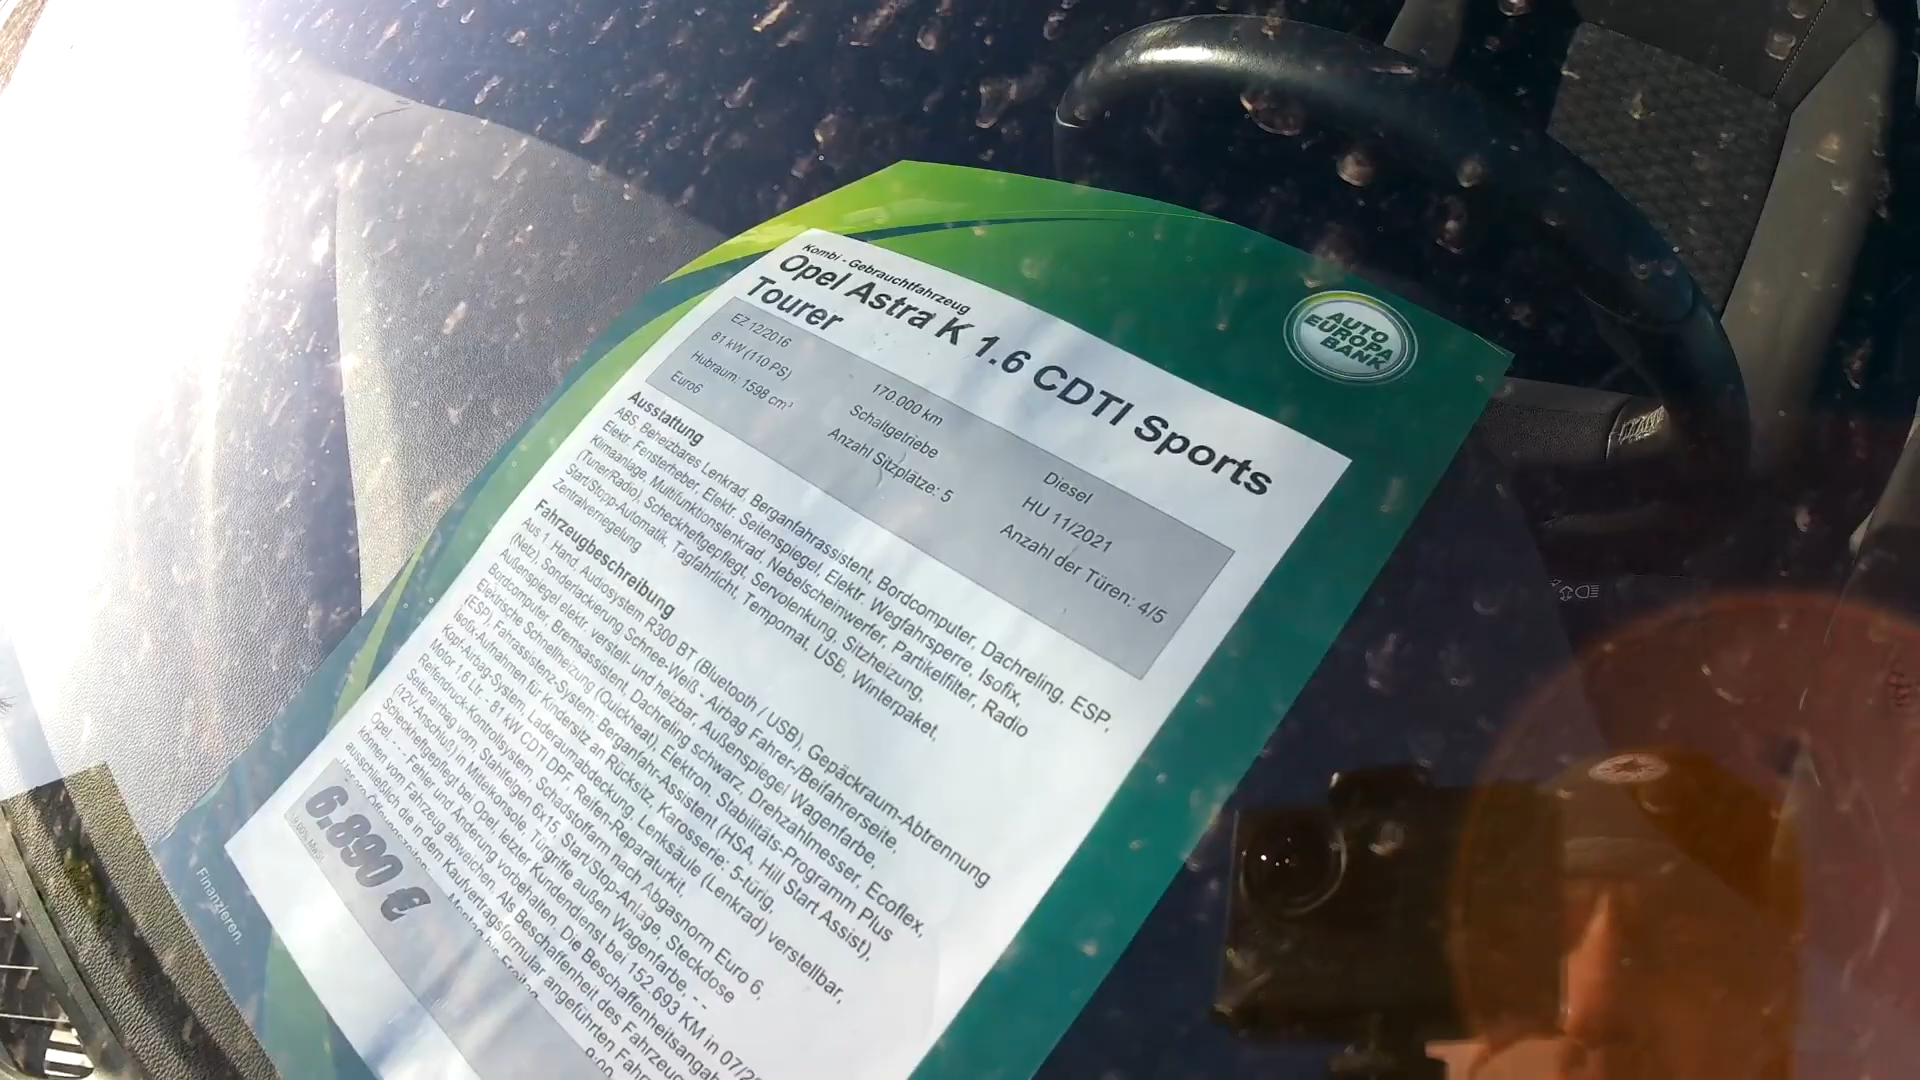 Kombi - Gebrauchtfahrzeug
Opel Astra K 1.6 CDTI Sports
Tourer
EZ 12/2016
170.000 km
Diesel
81 kW (110 PS)
Schaltgetriebe
HU 11/2021
Hubraum: 1598 cm³
Anzahl Sitzplätze: 5
Anzahl der Türen: 4/5
Euro6
Ausstattung
ABS, Beheizbares Lenkrad, Berganfahrassistent, Bordcomputer, Dachreling, ESP,
Elektr. Fensterheber, Elektr. Seitenspiegel, Elektr. Wegfahrsperre, Isofix,
Klimaanlage, Multifunktionslenkrad, Nebelscheinwerfer, Partikelfilter, Radio
(Tuner/Radio), Scheckheftgepflegt, Servolenkung, Sitzheizung,
Start/Stopp-Automatik, Tagfahrlicht, Tempomat, USB, Winterpaket,
Zentralverriegelung
Fahrzeugbeschreibung
Aus 1.Hand, Audiosystem R300 BT (Bluetooth / USB), Gepäckraum-Abtrennung
(Netz), Sonderlackierung Schnee-Weiß - Airbag Fahrer-/Beifahrerseite,
Außenspiegel elektr. verstell- und heizbar, Außenspiegel Wagenfarbe,
Bordcomputer, Bremsassistent, Dachreling schwarz, Drehzahlmesser, Ecoflex,
Elektrische Schnellheizung (Quickheat), Elektron. Stabilitäts-Programm Plus
(ESP), Fahrassistenz-System: Berganfahr-Assistent (HSA, Hill Start Assist),
Isofix-Aufnahmen für Kindersitz an Rücksitz, Karosserie: 5-türig,
Kopf-Airbag-System, Laderaumabdeckung, Lenksäule (Lenkrad) verstellbar,
Motor 1,6 Ltr. - 81 kW CDTI DPF, Reifen-Reparaturkit,
Reifendruck-Kontrollsystem, Schadstoffarm nach Abgasnorm Euro 6,
Seitenairbag vorn, Stahlfelgen 6x15, Start/Stop-Anlage, Steckdose
(12V-Anschluß) in Mittelkonsole, Türgriffe außen Wagenfarbe, - -
Scheckheftgepflegt bei Opel, letzter Kundendienst bei 152.693 KM in 07/2
Opel. - - - Fehler und Änderung vorbehalten. Die Beschaffenheitsangab
können vom Fahrzeug abweichen, Als Beschaffenheit des Fahrzeug
ausschließlich die in dem Kaufvertragsformular angeführten Fahr
6.890 €
Finanzieren.
AUTO
EUROPA
BANK